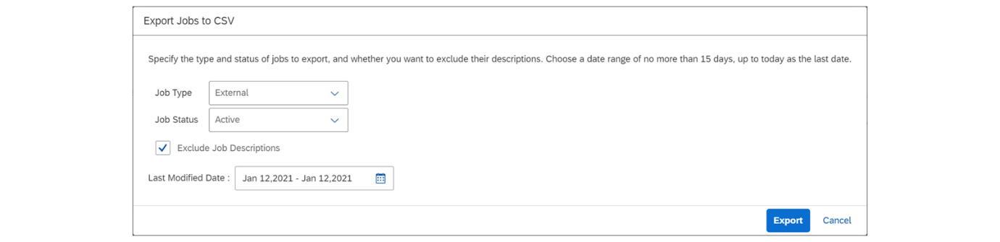 Export Jobs to CSV
Specify the type and status of jobs to export, and whether you want to exclude their descriptions. Choose a date range of no more than 15 days, up to today as the last date.
Job Type External
Job Status Active
Exclude Job Descriptions
Last Modified Date : Jan 12,2021 - Jan 12,2021
Export Cancel